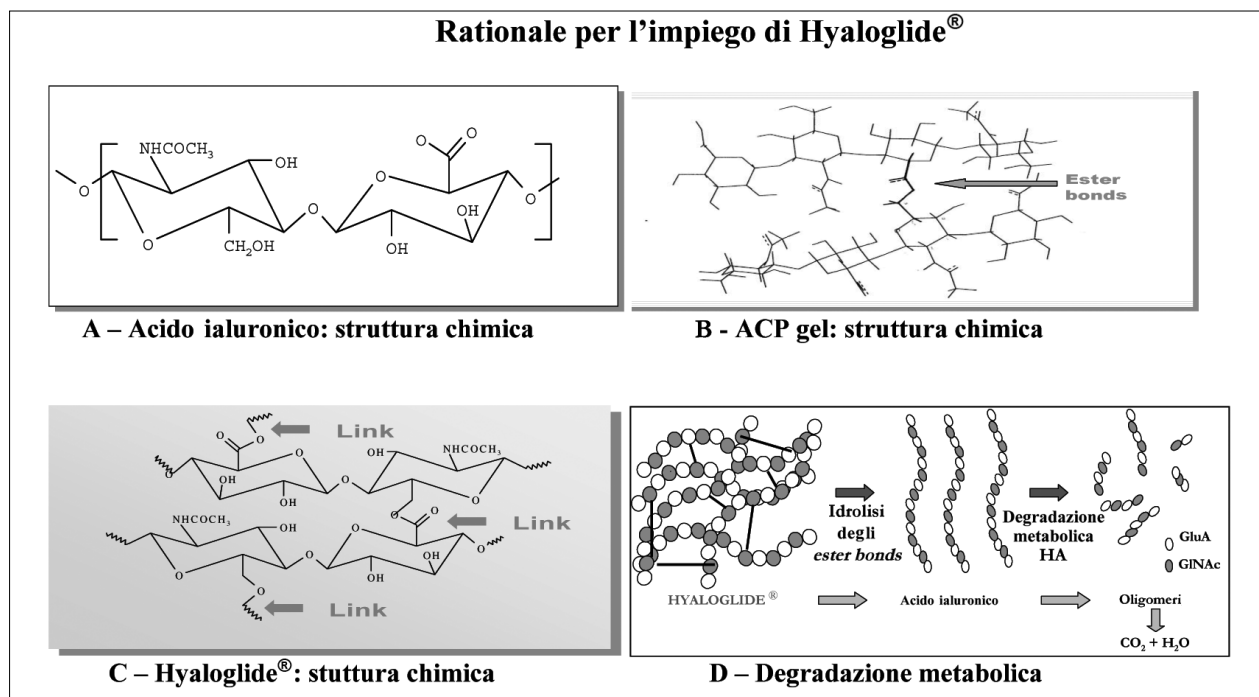 Rationale per l’impiego di Hyaloglide®
NHCOCH3
OH
O
O
O
O
O
O
O
CH2OH
OH
OH
OH
A – Acido ialuronico: struttura chimica
Ester
bonds
B - ACP gel: struttura chimica
Link
O
O
O
OH
OH
O
O
OH
NHCOCH3
O
O
O
Link
NHCOCH3
OH
O
O
O
O
O
OH
OH
O
Link
C – Hyaloglide®: stuttura chimica
Idrolisi
degli
ester bonds
Degradazione
metabolica
HA
GluA
GlNAc
HYALOGLIDE ®
Acido ialuronico
Oligomeri
CO2 + H2O
D – Degradazione metabolica